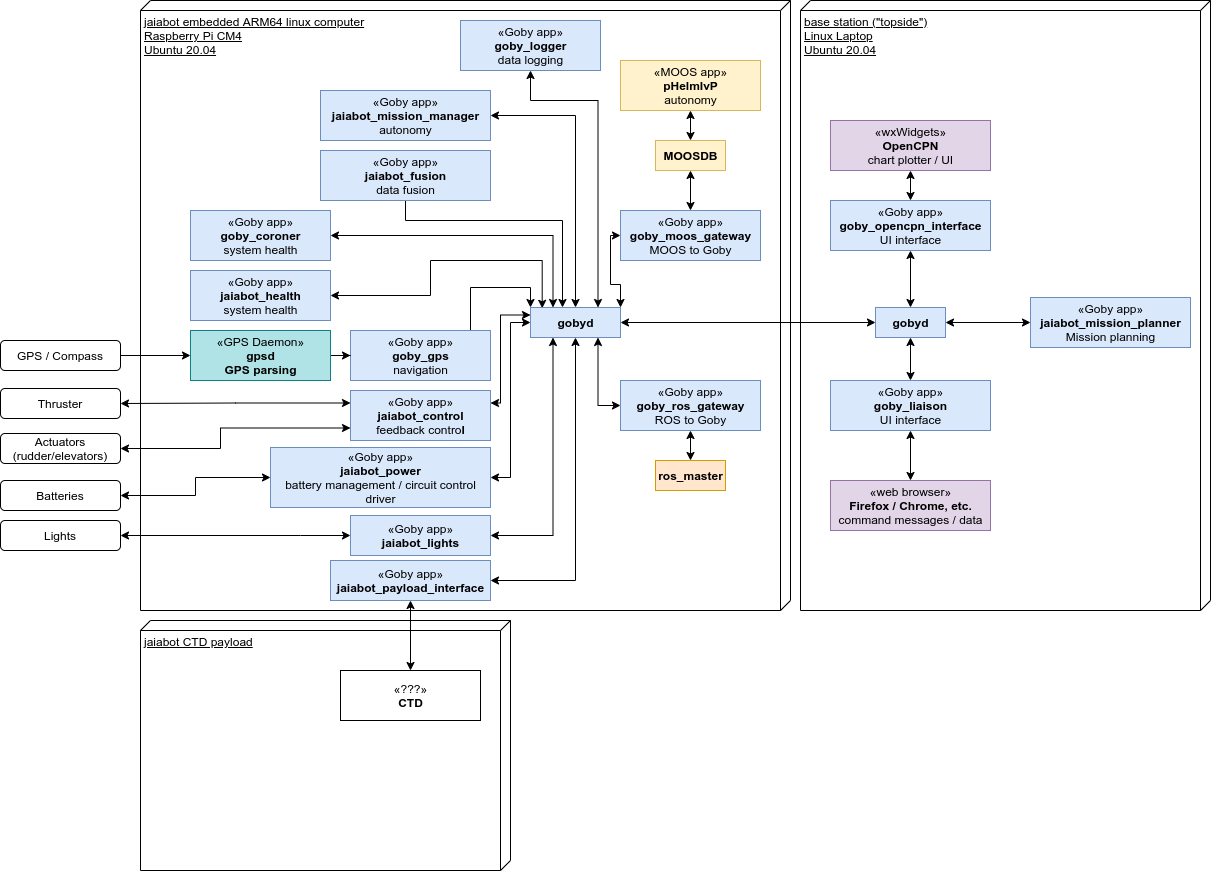 jaiabot embedded ARM64 linux computer
Raspberry Pi CM4
Ubuntu 20.04
«Goby app»
goby_logger
data logging
«MOOS app»
pHelmIvP
autonomy
«Goby app»
jaiabot_mission_manager
autonomy
MOOSDB
«Goby app»
jaiabot_fusion
data fusion
«Goby app»
goby_coroner
system health
«Goby app»
goby_moos_gateway
MOOS to Goby
«Goby app»
jaiabot_health
system health
gobyd
GPS / Compass
«GPS Daemon»
gpsd
GPS parsing
«Goby app»
goby_gps
navigation
Thruster
«Goby app»
jaiabot_control
feedback control
«Goby app»
goby_ros_gateway
ROS to Goby
Actuators
(rudder/elevators)
«Goby app»
jaiabot_power
battery management / circuit control
driver
ros_master
Batteries
Lights
«Goby app»
jaiabot_lights
«Goby app»
jaiabot_payload_interface
jaiabot CTD payload
«???»
CTD
base station ("topside")
Linux Laptop
Ubuntu 20.04
«wxWidgets»
OpenCPN
chart plotter / UI
«Goby app»
goby_opencpn_interface
UI interface
gobyd
«Goby app»
jaiabot_mission_planner
Mission planning
«Goby app»
goby_liaison
UI interface
«web browser»
Firefox / Chrome, etc.
command messages / data